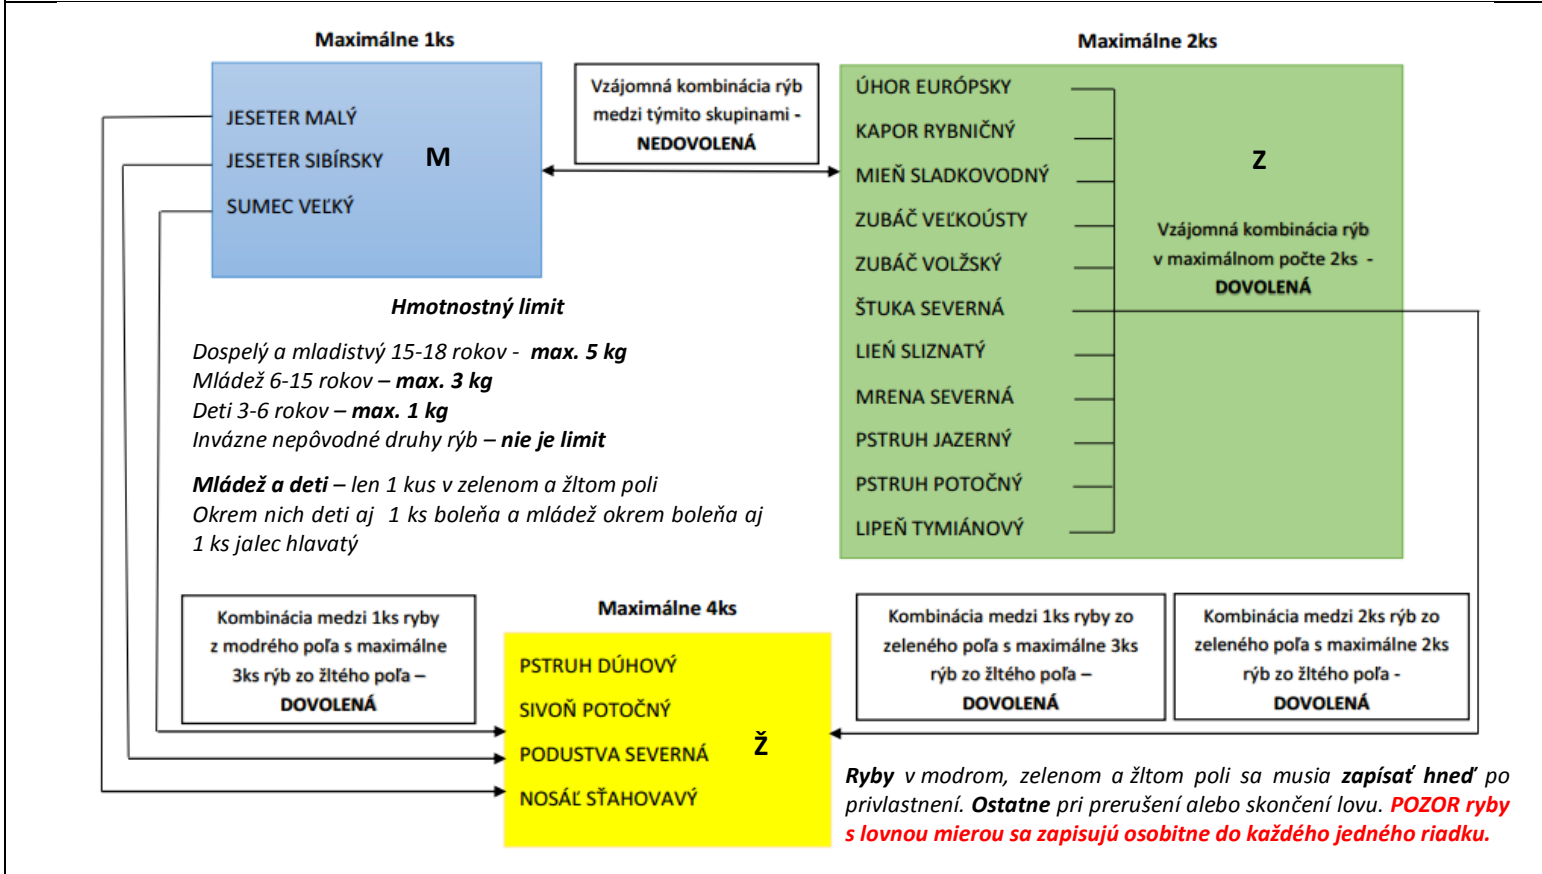 Maximálne 1ks
JESETER MALÝ
JESETER SIBÍRSKY
M
SUMEC VEĽKÝ
Vzájomná kombinácia rýb
medzi týmito skupinami -
NEDOVOLENÁ
Maximálne 2ks
ÚHOR EURÓPSKY
KAPOR RYBNIČNÝ
MIEŇ SLADKOVODNÝ
ZUBÁČ VEĽKOÚSTY
ZUBÁČ VOLŽSKÝ
ŠTUKA SEVERNÁ
LIEŇ SLIZNATÝ
MRENA SEVERNÁ
PSTRUH JAZERNÝ
PSTRUH POTOČNÝ
LIPEŇ TYMIÁNOVÝ
Z
Vzájomná kombinácia rýb
v maximálnom počte 2ks -
DOVOLENÁ
Hmotnostný limit
Dospelý a mladistvý 15-18 rokov - max. 5 kg
Mládež 6-15 rokov – max. 3 kg
Deti 3-6 rokov – max. 1 kg
Invázne nepôvodné druhy rýb – nie je limit
Mládež a deti – len 1 kus v zelenom a žltom poli
Okrem nich deti aj 1 ks boleňa a mládež okrem boleňa aj
1 ks jalec hlavatý
Kombinácia medzi 1ks ryby
z modrého poľa s maximálne
3ks rýb zo žltého poľa –
DOVOLENÁ
Maximálne 4ks
PSTRUH DÚHOVÝ
SIVOŇ POTOČNÝ
PODUSTVA SEVERNÁ
NOSÁĽ SŤAHOVAVÝ
Ž
Kombinácia medzi 1ks ryby zo
zeleného poľa s maximálne 3ks
rýb zo žltého poľa –
DOVOLENÁ
Kombinácia medzi 2ks rýb zo
zeleného poľa s maximálne 2ks
rýb zo žltého poľa -
DOVOLENÁ
Ryby v modrom, zelenom a žltom poli sa musia zapísať hneď po
privlastnení. Ostatne pri prerušení alebo skončení lovu. POZOR ryby
s lovnou mierou sa zapisujú osobitne do každého jedného riadku.